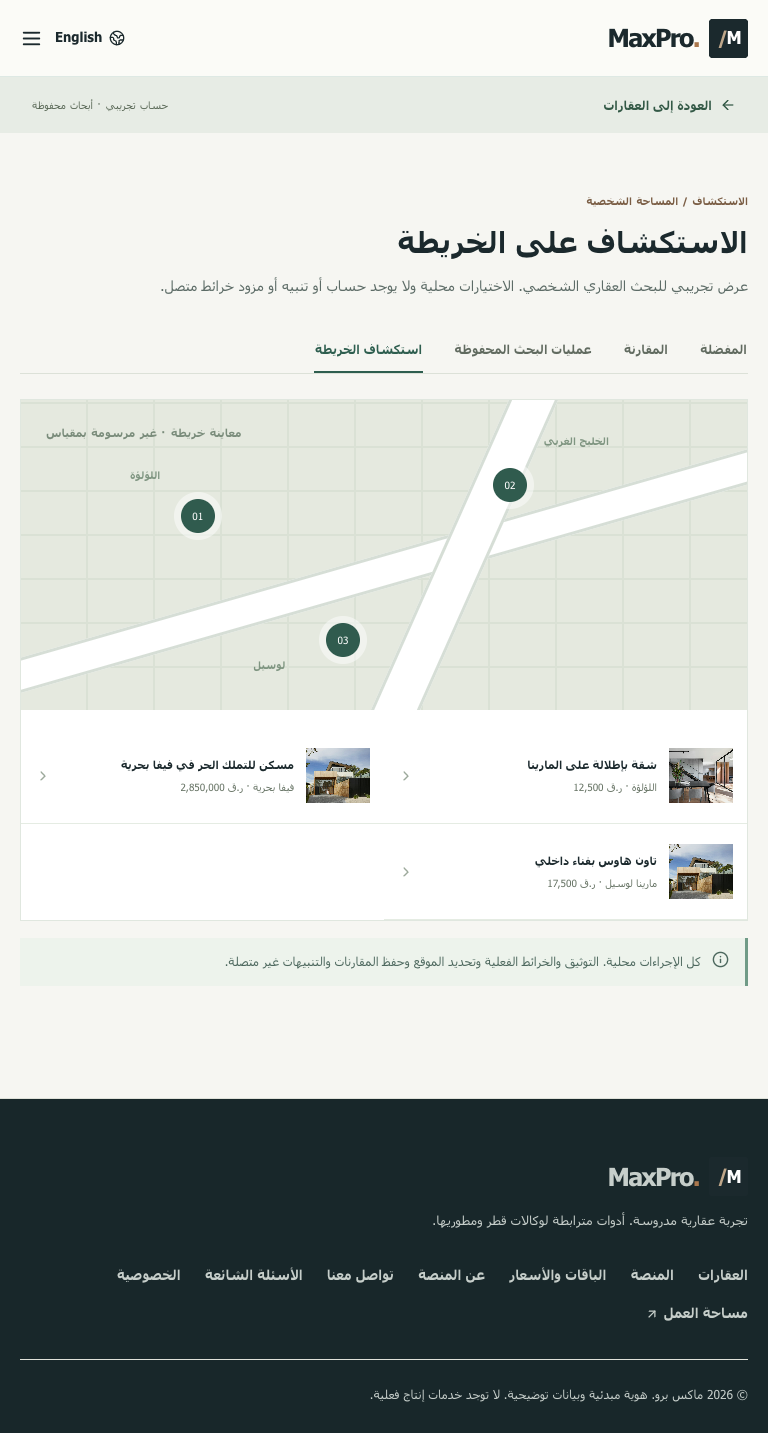 MaxPro.
M/
English
العودة إلى العقارات
حساب تجريبي · أبحاث محفوظة
الاستكشاف / المساحة الشخصية
الاستكشاف على الخريطة
عرض تجريبي للبحث العقاري الشخصي. الاختيارات محلية ولا يوجد حساب أو تنبيه أو مزود خرائط متصل.
المفضلة
المقارنة
عمليات البحث المحفوظة
استكشاف الخريطة
معاينة خريطة · غير مرسومة بمقياس
الخليج الغربي
اللؤلؤة
02
01
03
لوسيل
شقة بإطلالة على المارينا
اللؤلؤة · ر.ق 12,500
مسكن للتملك الحر في فيفا بحرية
فيفا بحرية · ر.ق 2,850,000
تاون هاوس بفناء داخلي
مارينا لوسيل · ر.ق 17,500
كل الإجراءات محلية. التوثيق والخرائط الفعلية وتحديد الموقع وحفظ المقارنات والتنبيهات غير متصلة.
MaxPro.
M/
تجربة عقارية مدروسة. أدوات مترابطة لوكالات قطر ومطوريها.
العقارات
المنصة
الباقات والأسعار
عن المنصة
تواصل معنا
الأسئلة الشائعة
الخصوصية
مساحة العمل
© 2026 ماكس برو. هوية مبدئية وبيانات توضيحية. لا توجد خدمات إنتاج فعلية.